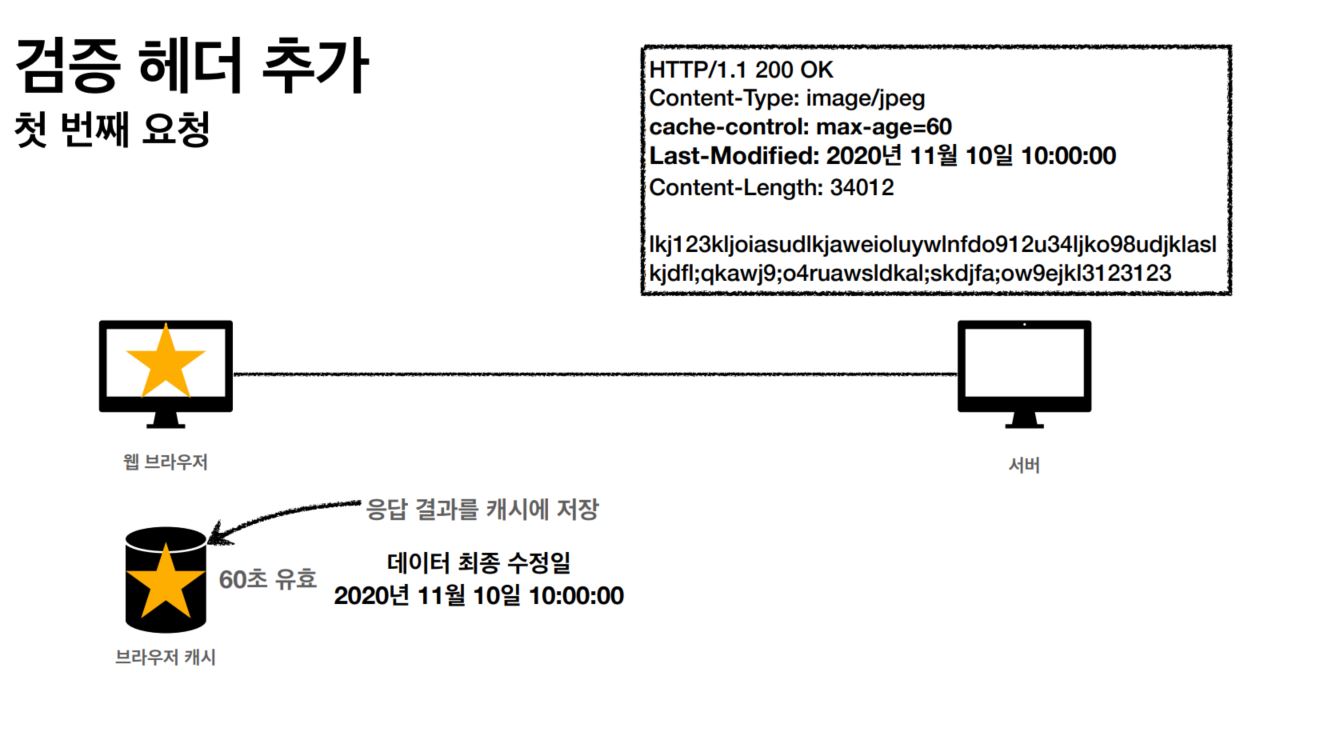 검증 헤더 추가
첫 번째 요청
HTTP/1.1 200 OK
Content-Type: image/jpeg
cache-control: max-age=60
Last-Modified: 2020년 11월 10일 10:00:00
Content-Length: 34012
lkj123kljoiasudlkjaweioluywlnfdo912u34ljko98udjklasl
kjdfl;qkawj9;o4ruawsldkal;skdjfa;ow9ejkl3123123
웹 브라우저
서버
응답 결과를 캐시에 저장
60초 유효
데이터 최종 수정일
2020년 11월 10일 10:00:00
브라우저 캐시